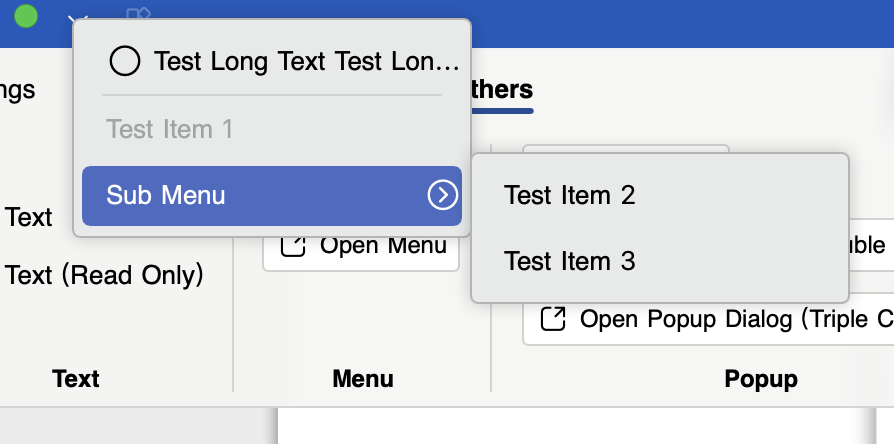 Test Long Text Test Lon...
ngs
thers
Test Item 1
Sub Menu
Test Item 2
Text
Open Menu
uble
Test Item 3
Text (Read Only)
Open Popup Dialog (Triple C
Text
Menu
Popup